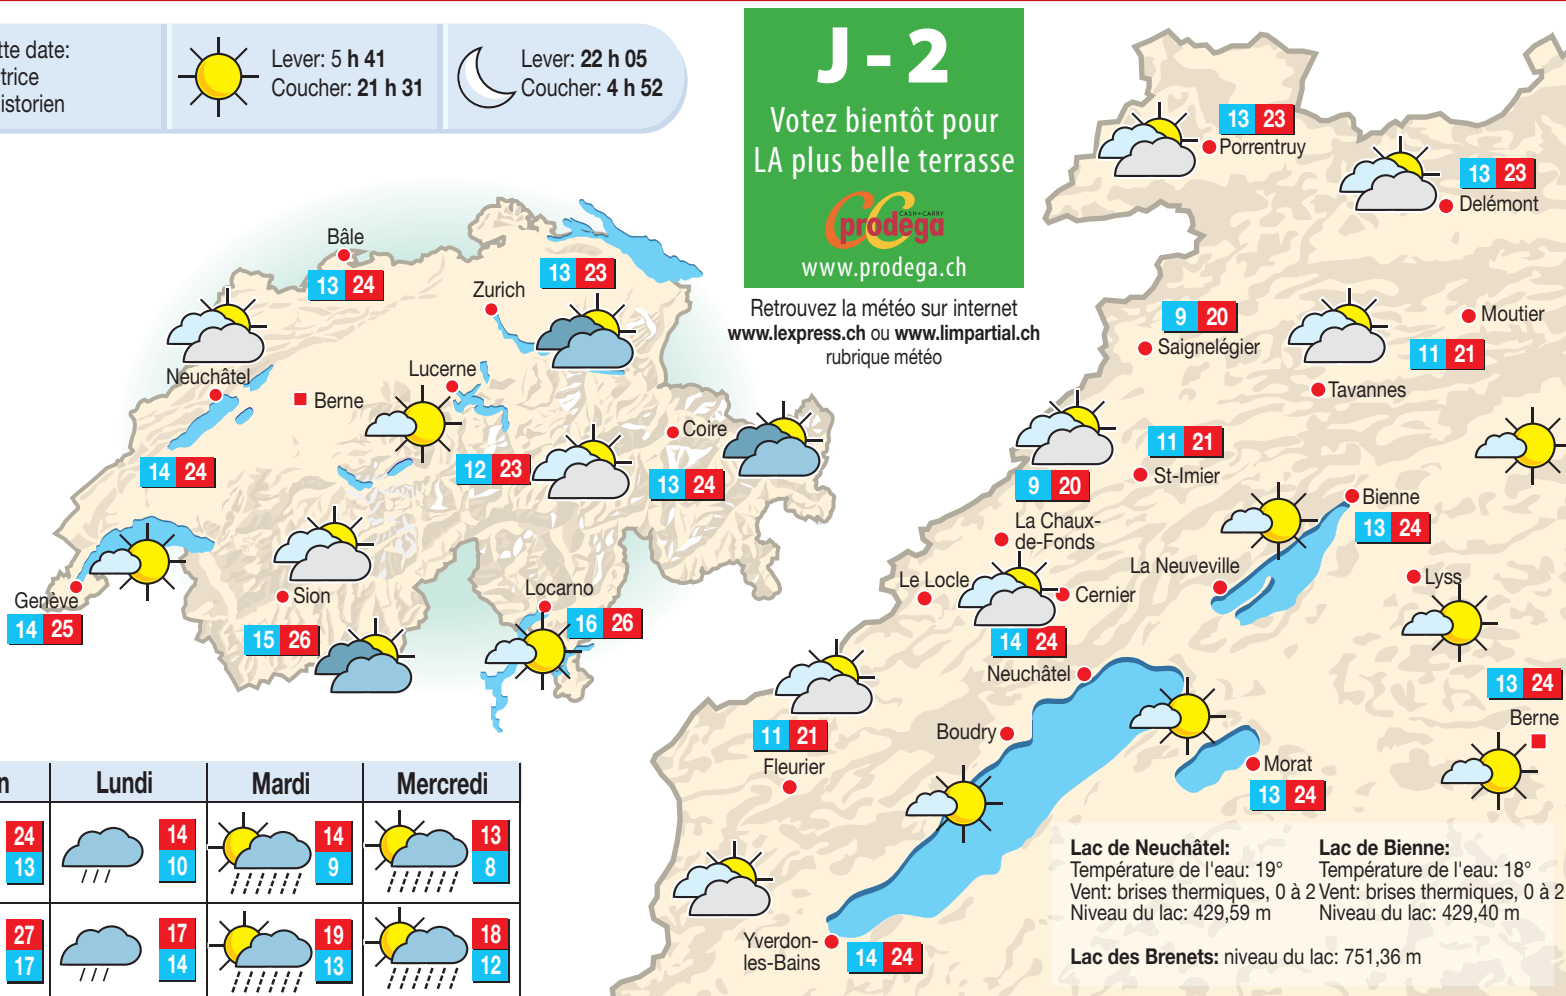 tte date:
trice
istorien
Lever: 5 h 41
Coucher: 21 h 31
Lever: 22 h 05
Coucher: 4 h 52
J - 2
Votez bientôt pour
LA plus belle terrasse
CASH+CARRY
prodega
www.prodega.ch
Retrouvez la météo sur internet
www.lexpress.ch ou www.limpartial.ch
rubrique météo
Bâle
13 24
Zurich
13 23
Neuchâtel
14 24
Berne
Lucerne
12 23
Coire
13 24
Genève
14 25
Sion
15 26
Locarno
16 26
n
Lundi
Mardi
Mercredi
24
13
14
10
14
9
13
8
27
17
17
14
19
13
18
12
13 23
Porrentruy
13 23
Delémont
9 20
Saignelégier
Moutier
11 21
Tavannes
11 21
St-Imier
9 20
La Chaux-
de-Fonds
Bienne
13 24
La Neuveville
Lyss
Le Locle
Cernier
14 24
Neuchâtel
13 24
Berne
Boudry
11 21
Fleurier
Morat
13 24
Yverdon-
les-Bains
14 24
Lac de Neuchâtel:
Température de l'eau: 19°
Vent: brises thermiques, 0 à 2
Niveau du lac: 429,59 m
Lac de Bienne:
Température de l'eau: 18°
Vent: brises thermiques, 0 à 2
Niveau du lac: 429,40 m
Lac des Brenets: niveau du lac: 751,36 m